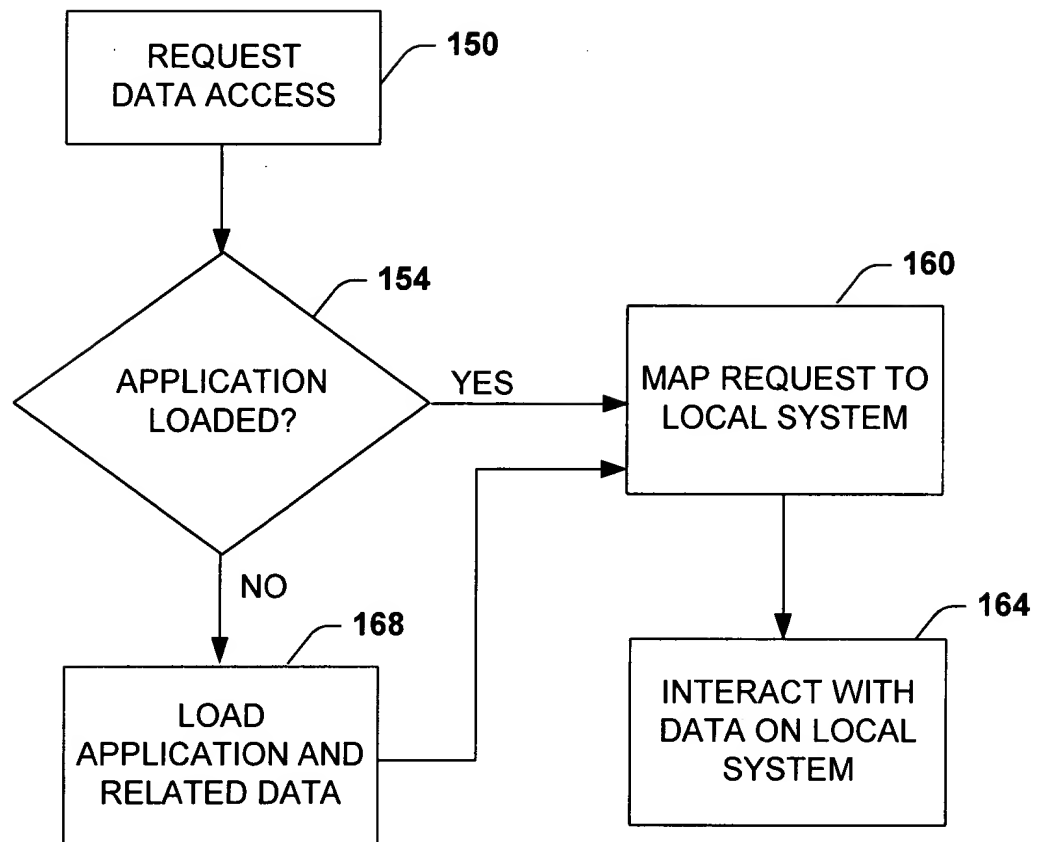 REQUEST
DATA ACCESS
150
APPLICATION
LOADED?
154
YES
NO
MAP REQUEST TO
LOCAL SYSTEM
160
LOAD
APPLICATION AND
RELATED DATA
168
INTERACT WITH
DATA ON LOCAL
SYSTEM
164